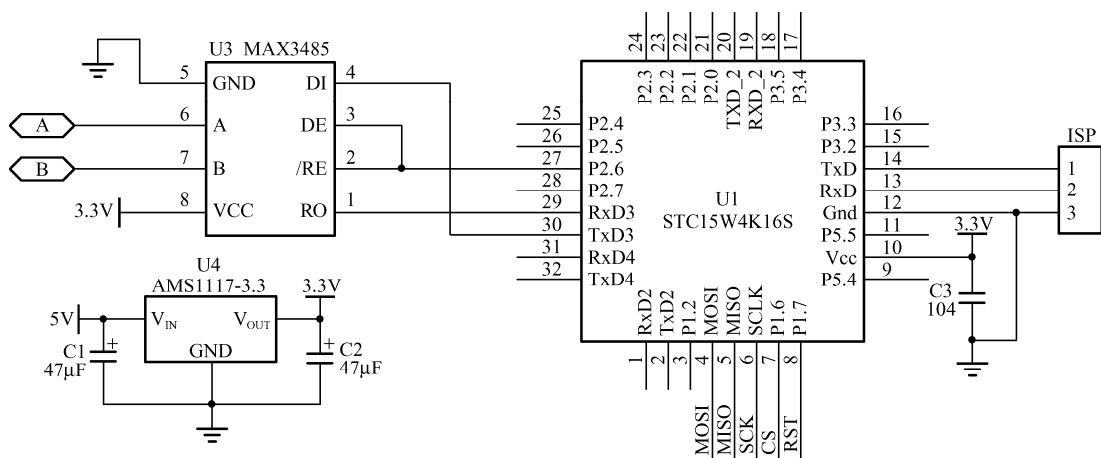 U3 MAX3485
5 GND DI 4
A 6 A DE 3
B 7 B /RE 2
3.3V 8 VCC RO 1
U4
AMS1117-3.3
5V VIN VOUT 3.3V
GND
C1
47μF
C2
47μF
24 23 22 21 20 19 18 17
P2.3 P2.2 P2.1 P2.0 TXD_2 RXD_2 P3.5 P3.4
25 P2.4
26 P2.5
27 P2.6
28 P2.7
29 RxD3
30 TxD3
31 RxD4
32 TxD4
U1
STC15W4K16S
P3.3 16
P3.2 15
TxD 14
RxD 13
Gnd 12
P5.5 11
Vcc 10
P5.4 9
RxD2 TxD2 P1.2 MOSI MISO SCLK P1.6 P1.7
1 2 3 4 5 6 7 8
MOSI MISO SCK CS RST
ISP
1
2
3
3.3V
C3
104